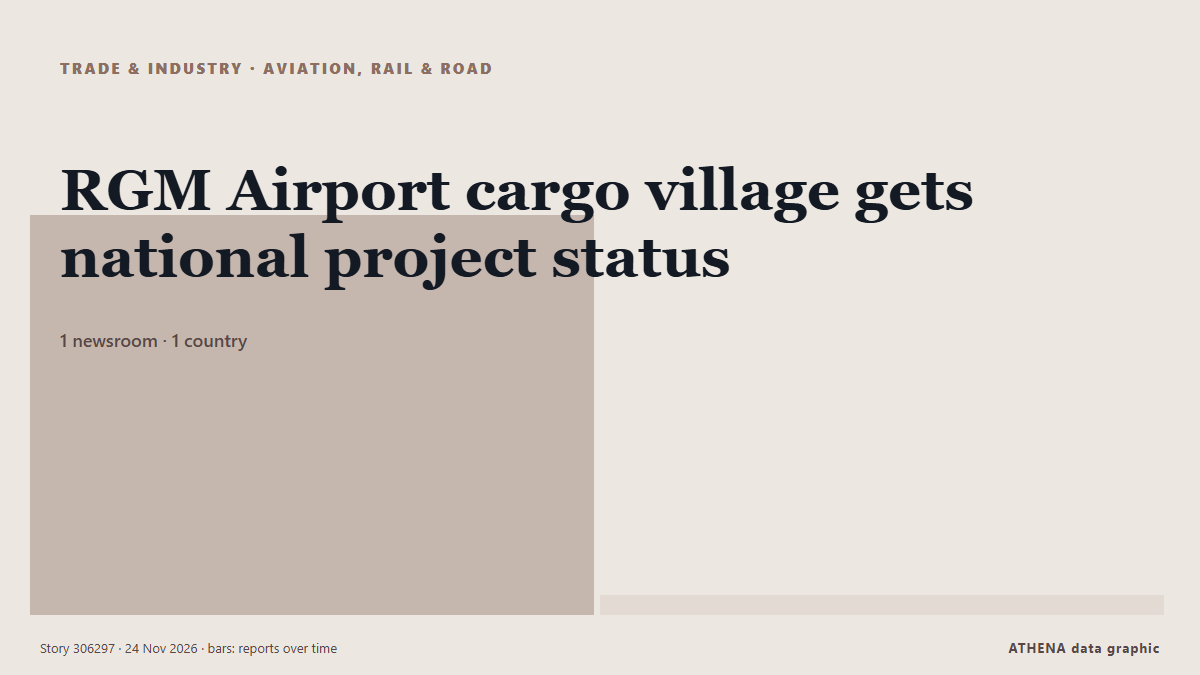 TRADE & INDUSTRY · AVIATION, RAIL & ROAD
RGM Airport cargo village gets
national project status
1 newsroom · 1 country
Story 306297 · 24 Nov 2026 · bars: reports over time
ATHENA data graphic